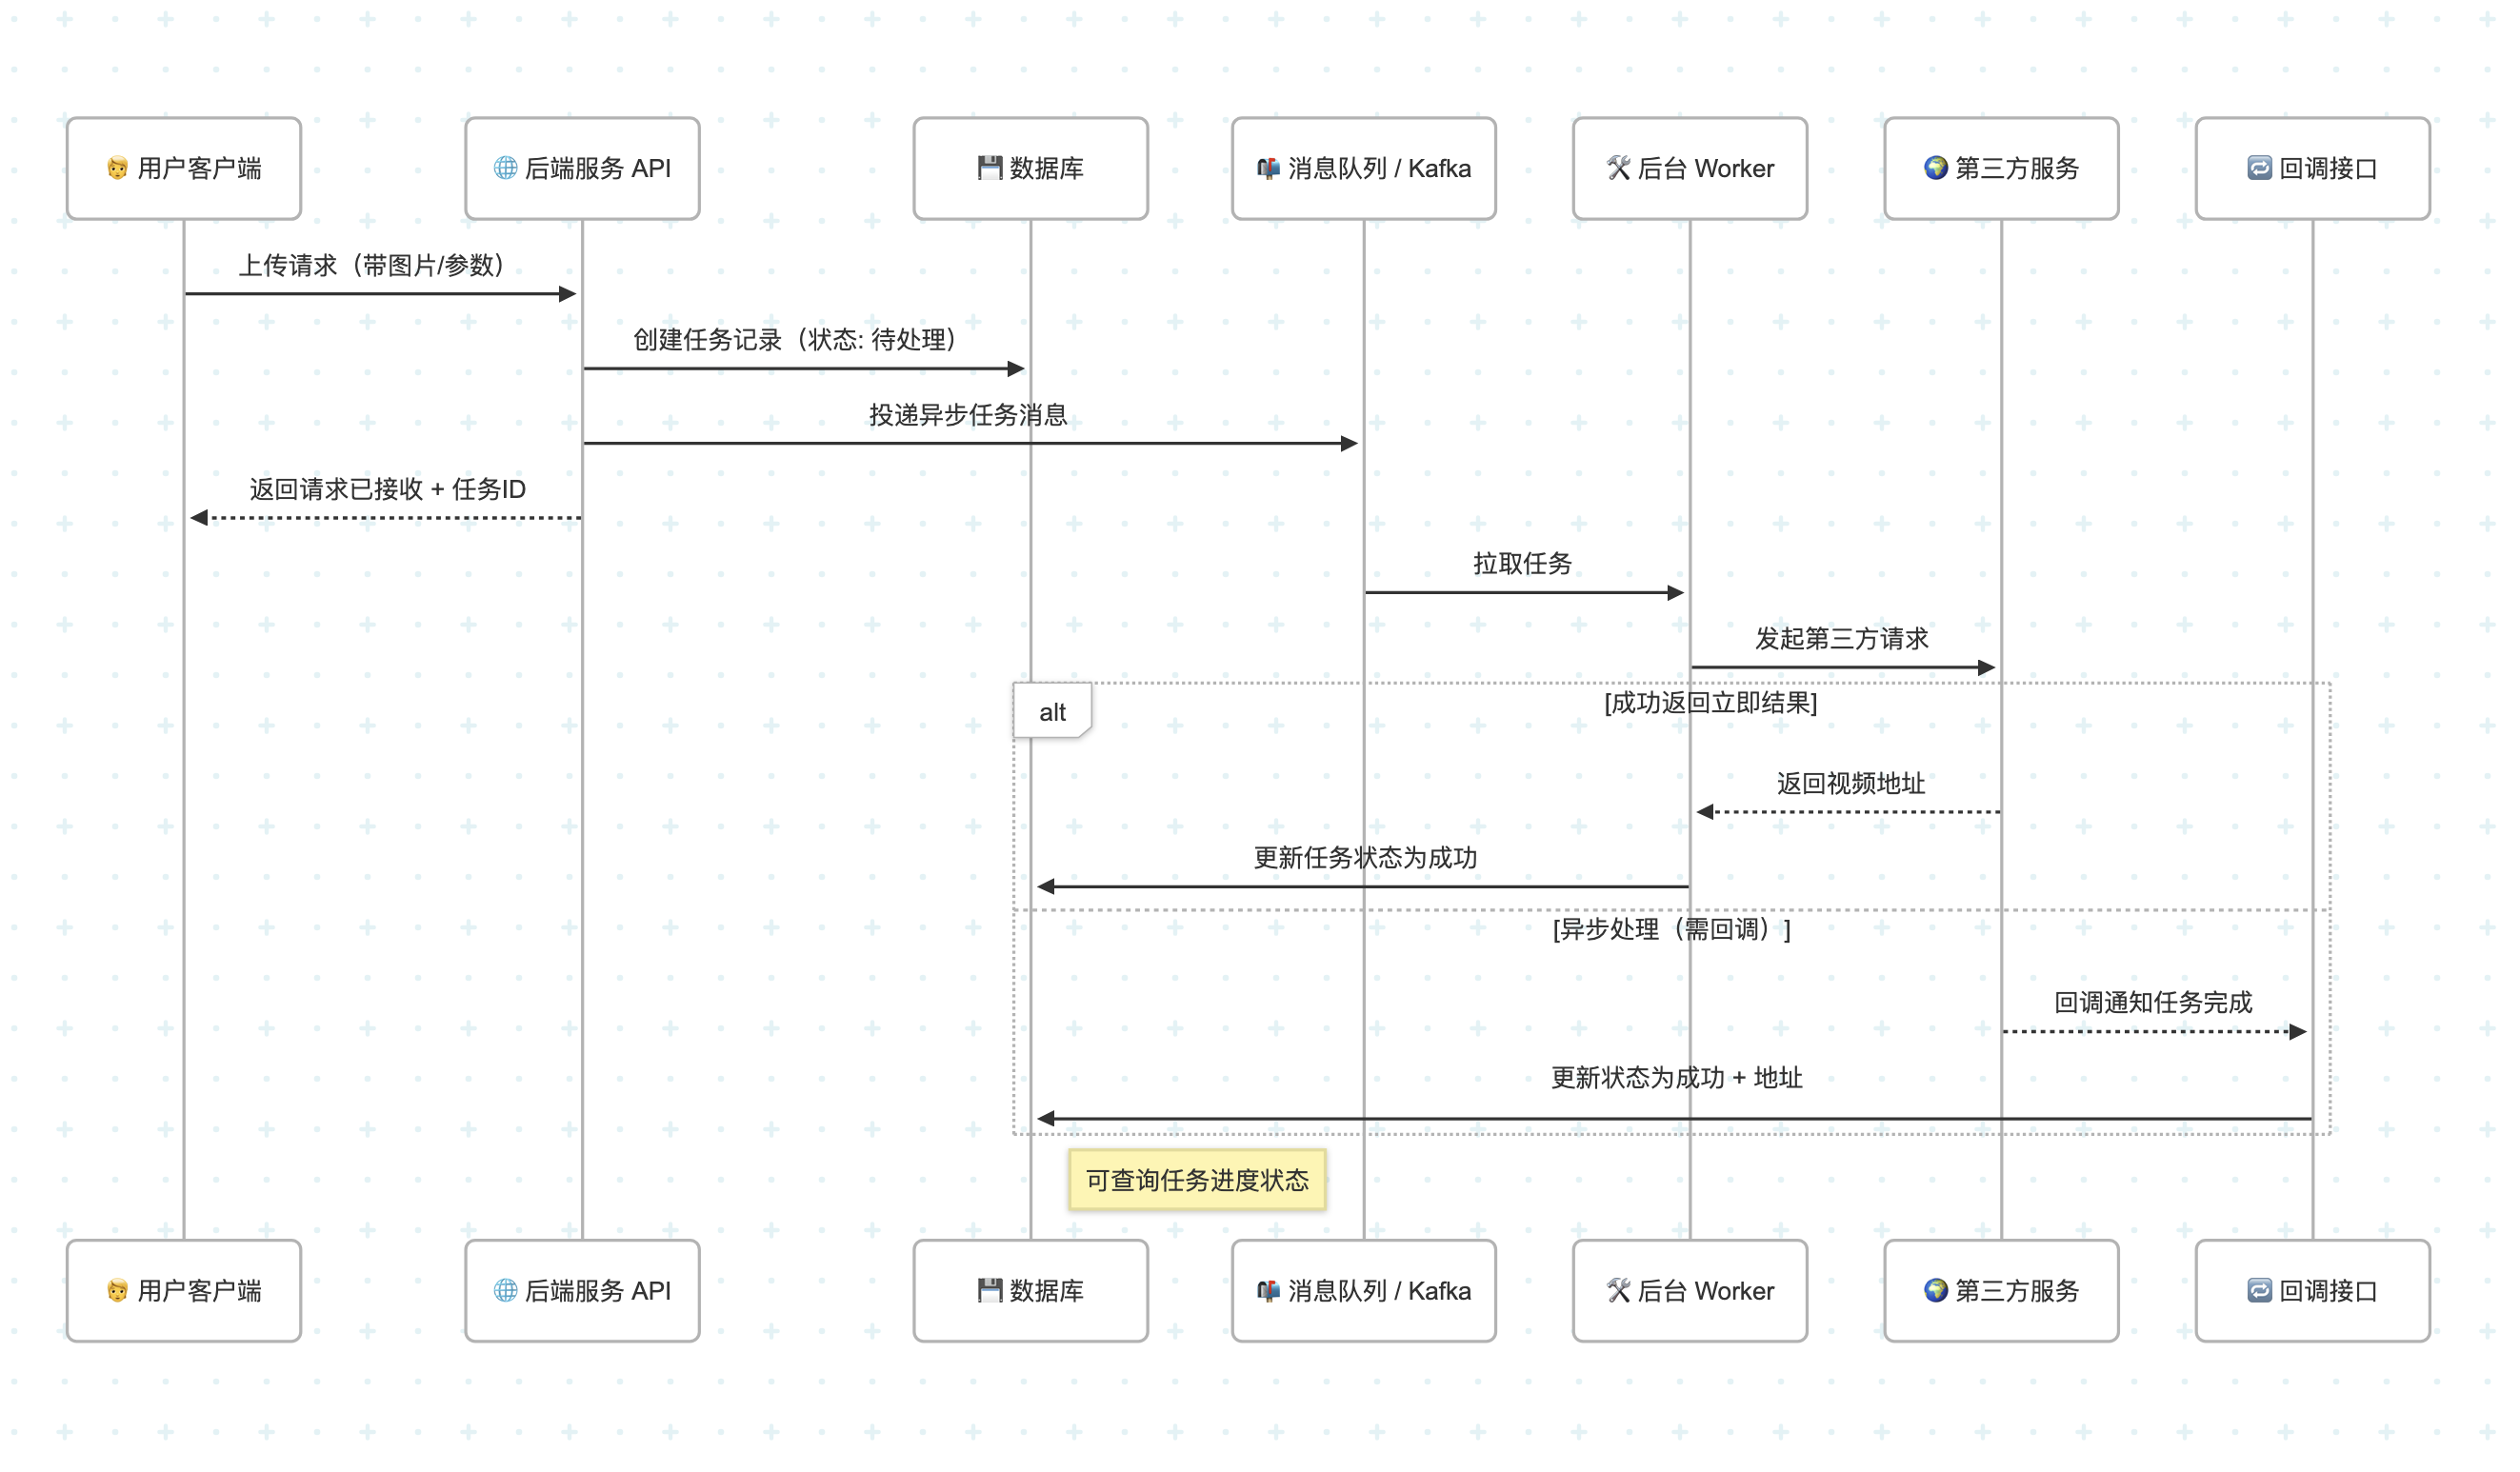 用户客户端
后端服务 API
数据库
消息队列 / Kafka
后台 Worker
第三方服务
回调接口
上传请求（带图片/参数）
创建任务记录（状态: 待处理）
投递异步任务消息
返回请求已接收 + 任务ID
拉取任务
发起第三方请求
alt
[成功返回立即结果]
返回视频地址
更新任务状态为成功
[异步处理（需回调）]
回调通知任务完成
更新状态为成功 + 地址
可查询任务进度状态
用户客户端
后端服务 API
数据库
消息队列 / Kafka
后台 Worker
第三方服务
回调接口